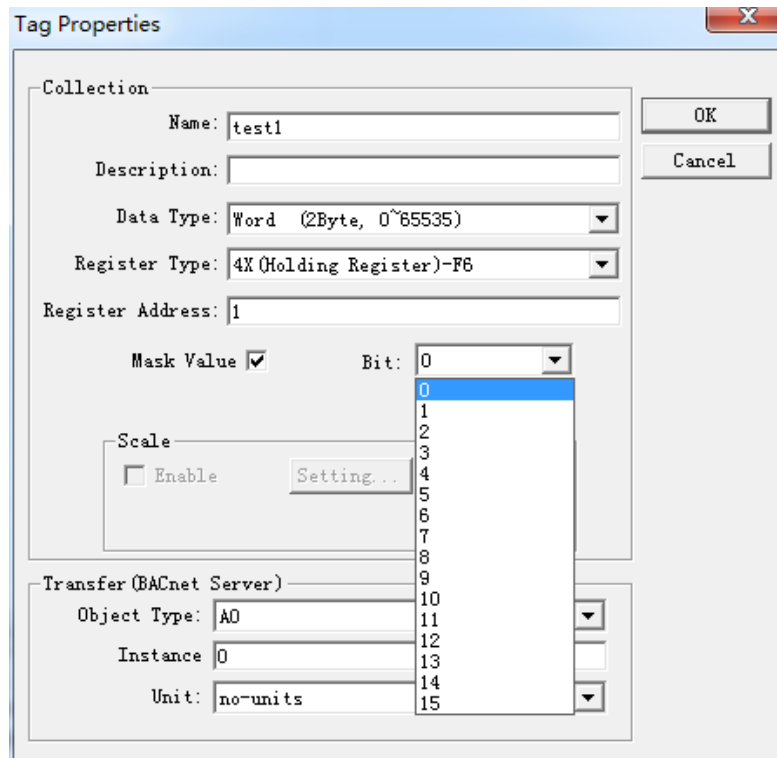 Tag Properties
Collection
Name: test1
OK
Description:
Cancel
Data Type: Word (2Byte, 0~65535)
Register Type: 4X(Holding Register)-F6
Register Address: 1
Mask Value
Bit: 0
0
1
2
3
4
5
6
7
8
9
10
11
12
13
14
15
Scale
Enable
Setting...
Transfer(BACnet Server)
Object Type: AO
Instance 0
Unit: no-units